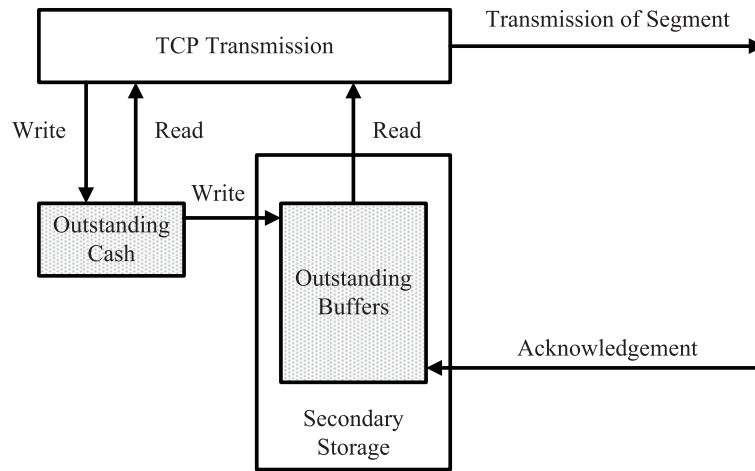 Transmission of Segment
TCP Transmission
Write
Read
Read
Write
Outstanding
Cash
Outstanding
Buffers
Acknowledgement
Secondary
Storage